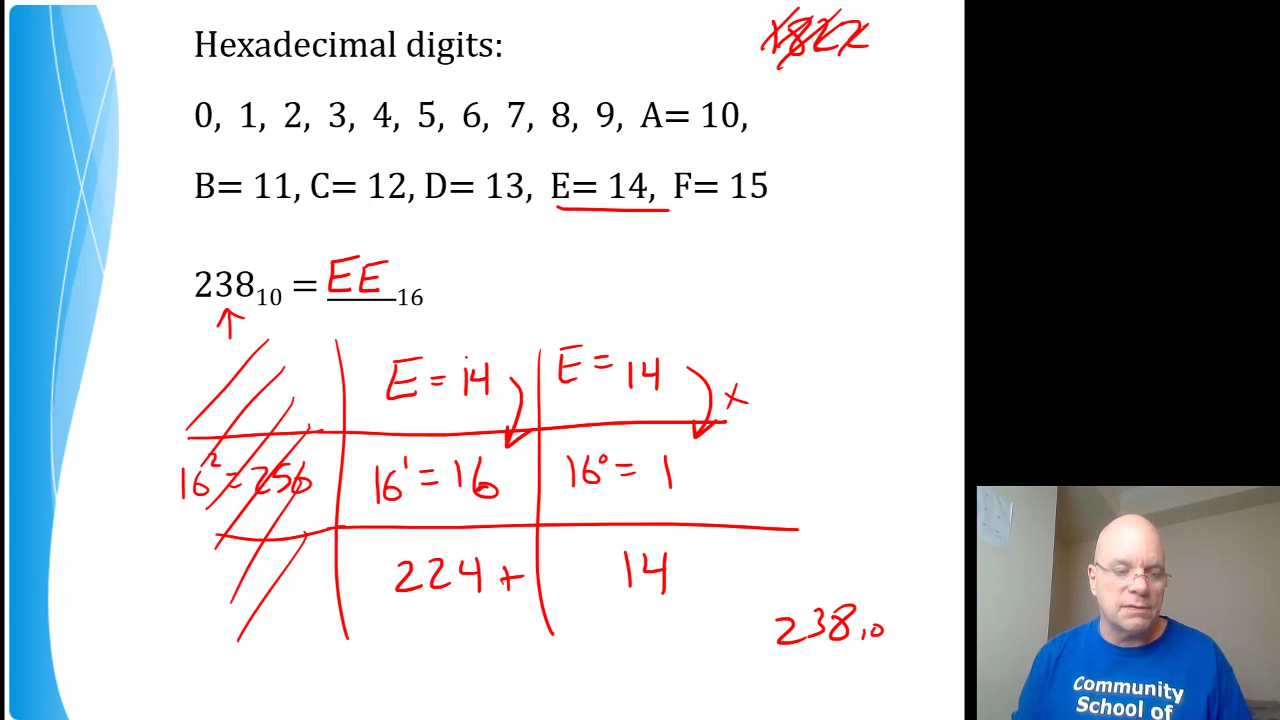 Hexadecimal digits:
0, 1, 2, 3, 4, 5, 6, 7, 8, 9, A= 10,
B= 11, C= 12, D= 13, E= 14, F= 15
238₁₀ = EE₁₆
E = 14 E = 14 x
16² = 256 16¹ = 16 16⁰ = 1
224 + 14
238₁₀
Community
School of